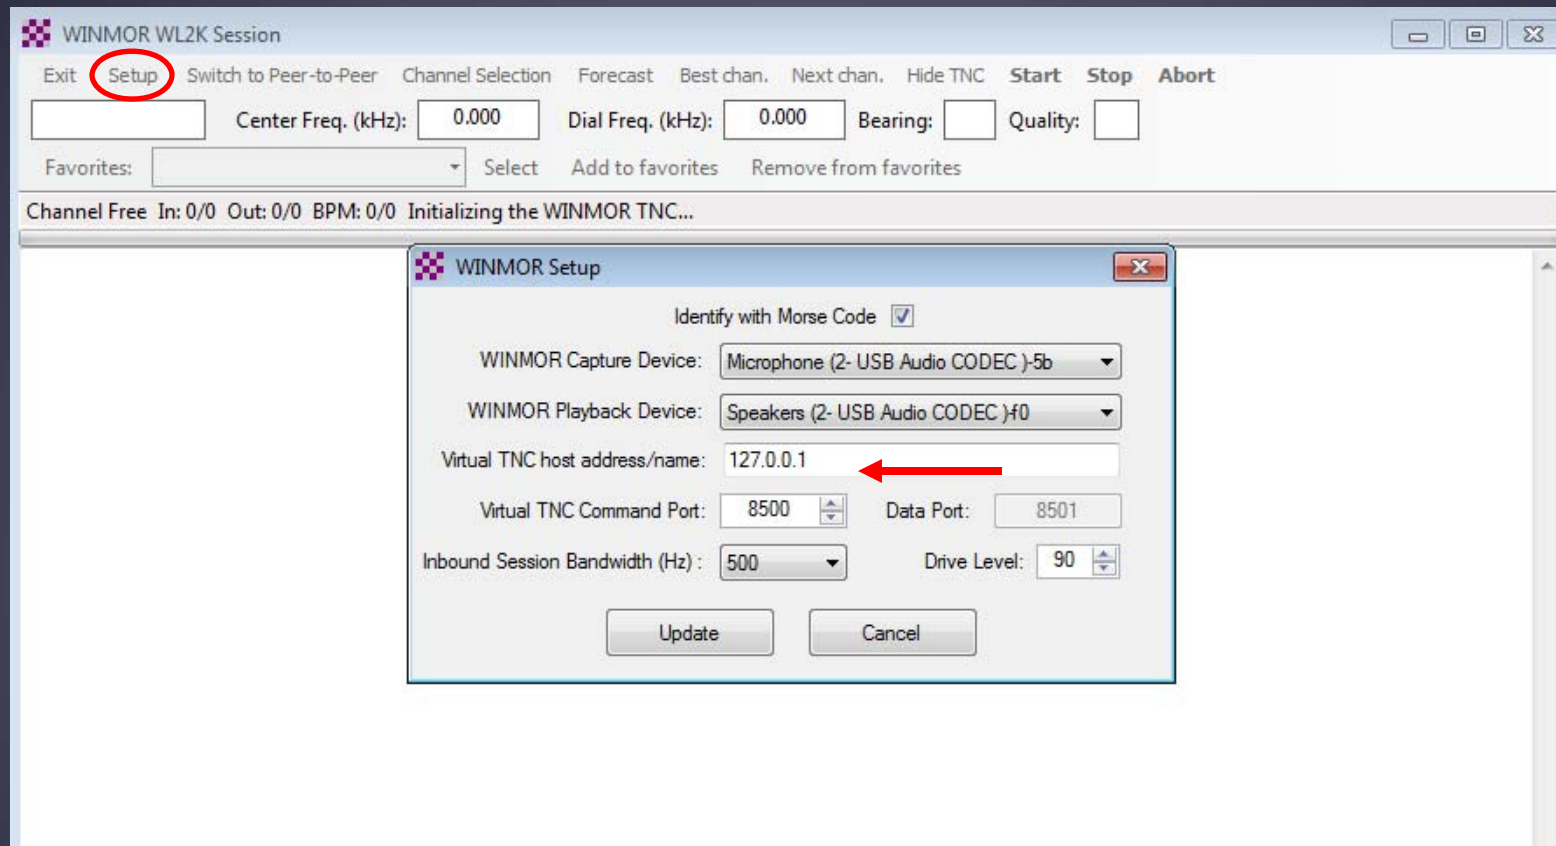 WINMOR WL2K Session
Exit Setup Switch to Peer-to-Peer Channel Selection Forecast Best chan. Next chan. Hide TNC Start Stop Abort
Center Freq. (kHz): 0.000 Dial Freq. (kHz): 0.000 Bearing: Quality:
Favorites: Select Add to favorites Remove from favorites
Channel Free In: 0/0 Out: 0/0 BPM: 0/0 Initializing the WINMOR TNC...
WINMOR Setup
Identify with Morse Code
WINMOR Capture Device: Microphone (2- USB Audio CODEC )-5b
WINMOR Playback Device: Speakers (2- USB Audio CODEC )-f0
Virtual TNC host address/name: 127.0.0.1
Virtual TNC Command Port: 8500 Data Port: 8501
Inbound Session Bandwidth (Hz) : 500 Drive Level: 90
Update Cancel